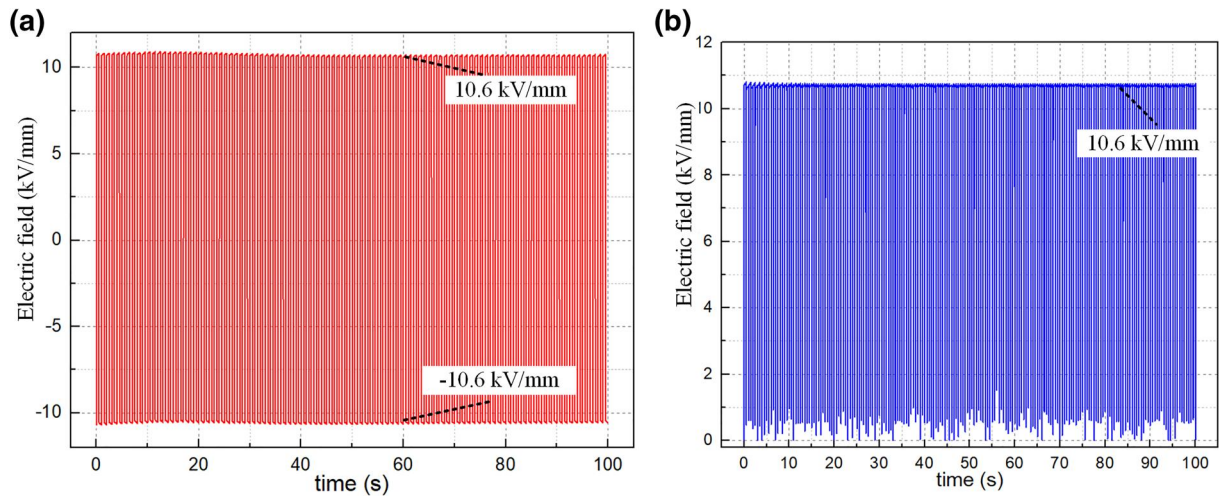 (a)
Electric field (kV/mm)
10
5
0
-5
-10
10.6 kV/mm
-10.6 kV/mm
0 20 40 60 80 100
time (s)
(b)
Electric field (kV/mm)
12
10
8
6
4
2
0
10.6 kV/mm
0 10 20 30 40 50 60 70 80 90 100
time (s)